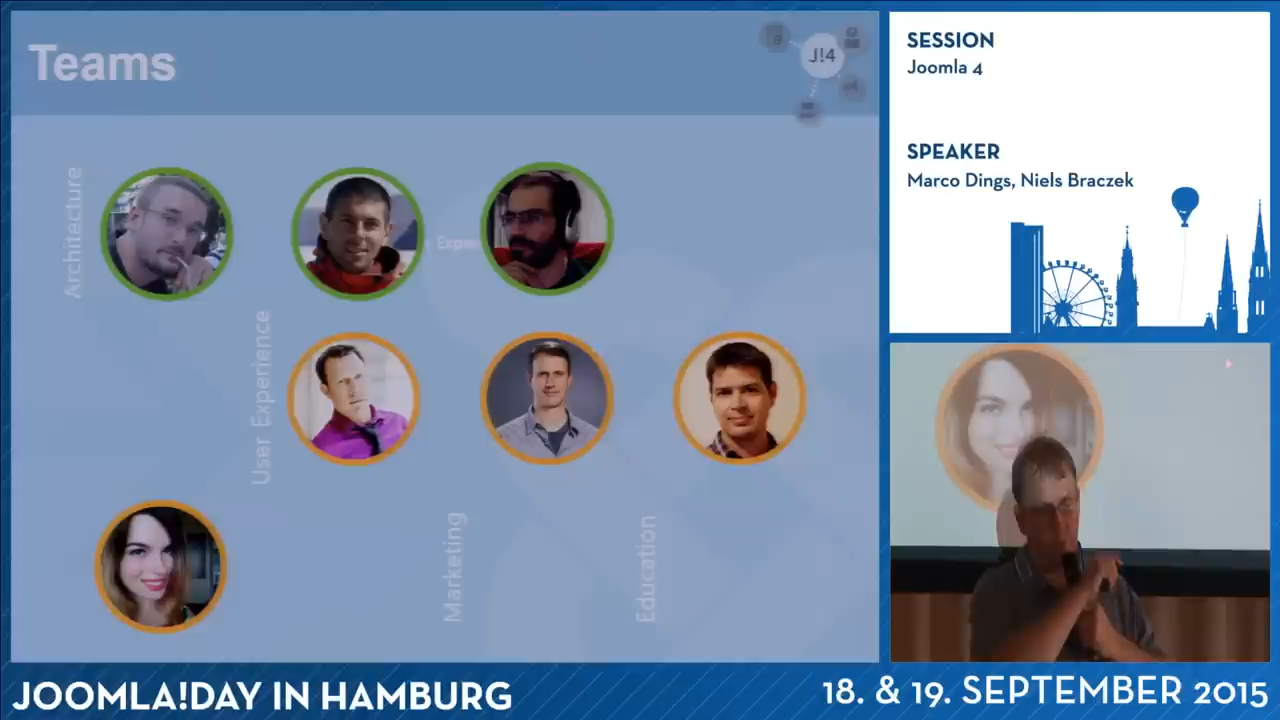 Teams
J!4
Architecture
User Experience
Marketing
Education
SESSION
Joomla 4
SPEAKER
Marco Dings, Niels Braczek
JOOMLA!DAY IN HAMBURG
18. & 19. SEPTEMBER 2015